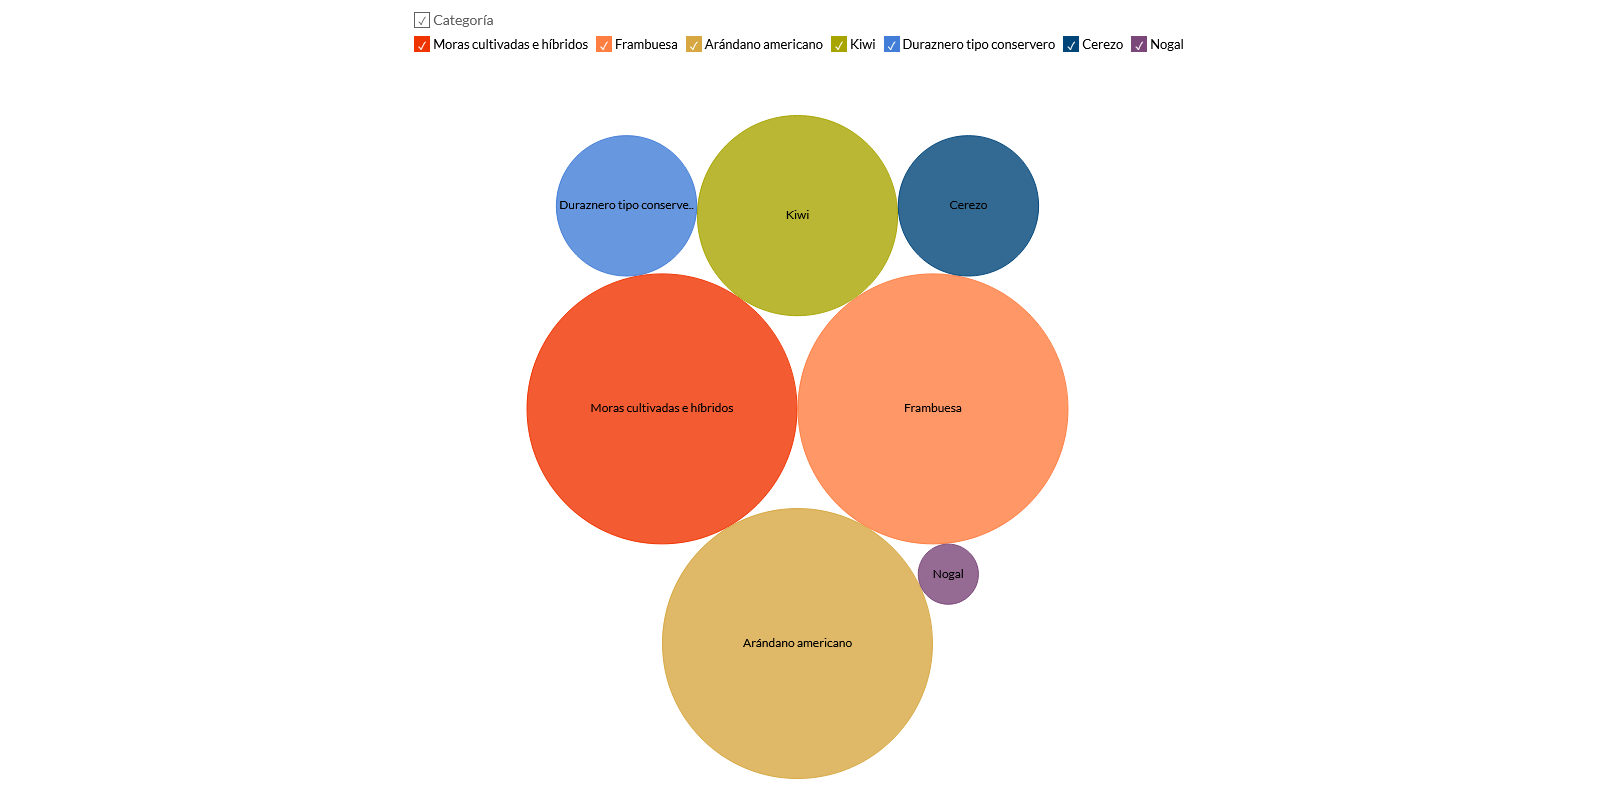 Categoría
Moras cultivadas e híbridos Frambuesa Arándano americano Kiwi Duraznero tipo conservero Cerezo Nogal
Duraznero tipo conserve..
Kiwi
Cerezo
Moras cultivadas e híbridos
Frambuesa
Nogal
Arándano americano